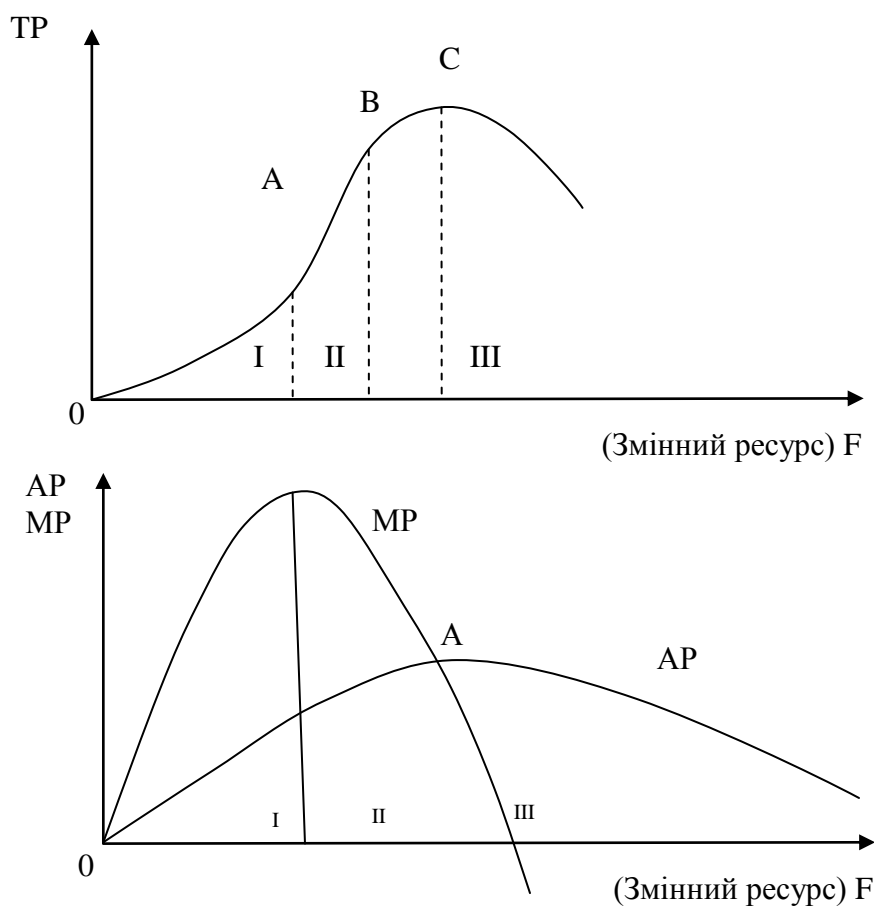 TP
C
B
A
I II III
0
(Змінний ресурс) F
AP
MP
MP
A
AP
I II III
0
(Змінний ресурс) F